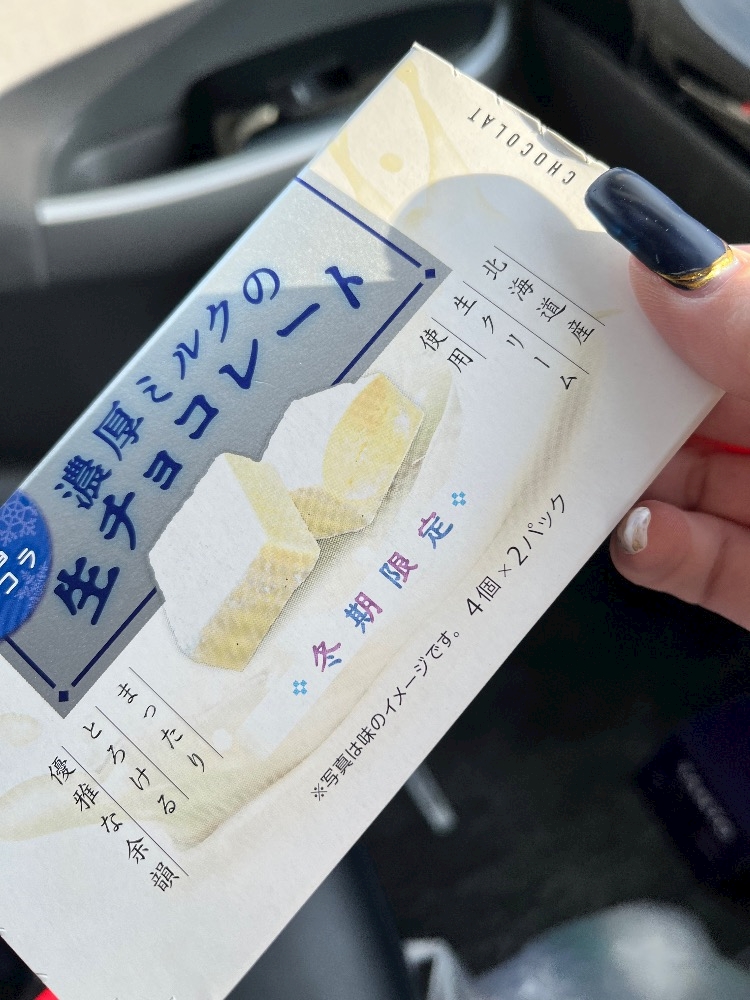 CHOCOLAT
濃厚ミルクの
生チョコレート
北海道産
生クリーム
使用
冬期限定
まったり
とろける
優雅な余韻
※写真は味のイメージです。 4個×2パック
コラ